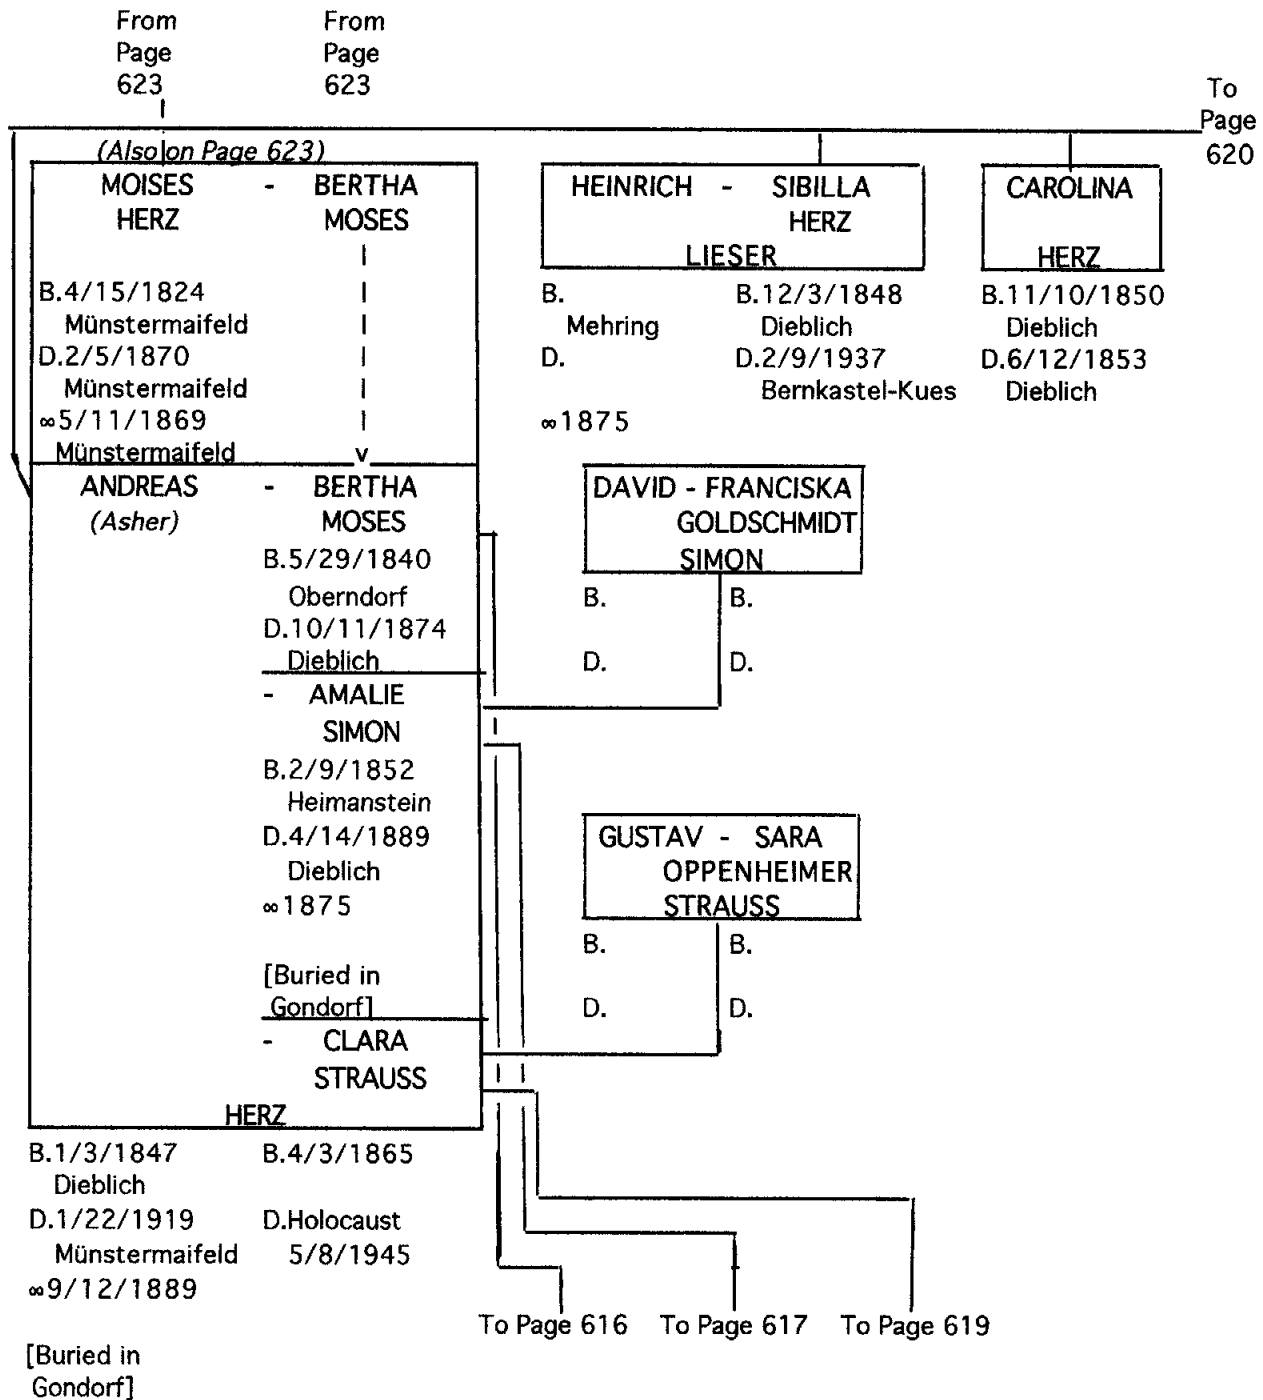 From
Page
623
From
Page
623
To
Page
620
(Also on Page 623)
MOISES - BERTHA
HERZ MOSES
B.4/15/1824
Münstermaifeld
D.2/5/1870
Münstermaifeld
∞5/11/1869
Münstermaifeld
HEINRICH - SIBILLA
HERZ
LIESER
B.
Mehring
D.
∞1875
B.12/3/1848
Dieblich
D.2/9/1937
Bernkastel-Kues
CAROLINA
HERZ
B.11/10/1850
Dieblich
D.6/12/1853
Dieblich
ANDREAS - BERTHA
(Asher) MOSES
B.5/29/1840
Oberndorf
D.10/11/1874
Dieblich
- AMALIE
SIMON
B.2/9/1852
Heimanstein
D.4/14/1889
Dieblich
∞1875
[Buried in
Gondorf]
- CLARA
STRAUSS
HERZ
B.1/3/1847
Dieblich
D.1/22/1919
Münstermaifeld
∞9/12/1889
[Buried in
Gondorf]
B.4/3/1865
D.Holocaust
5/8/1945
DAVID - FRANCISKA
GOLDSCHMIDT
SIMON
B. B.
D. D.
GUSTAV - SARA
OPPENHEIMER
STRAUSS
B. B.
D. D.
To Page 616 To Page 617 To Page 619